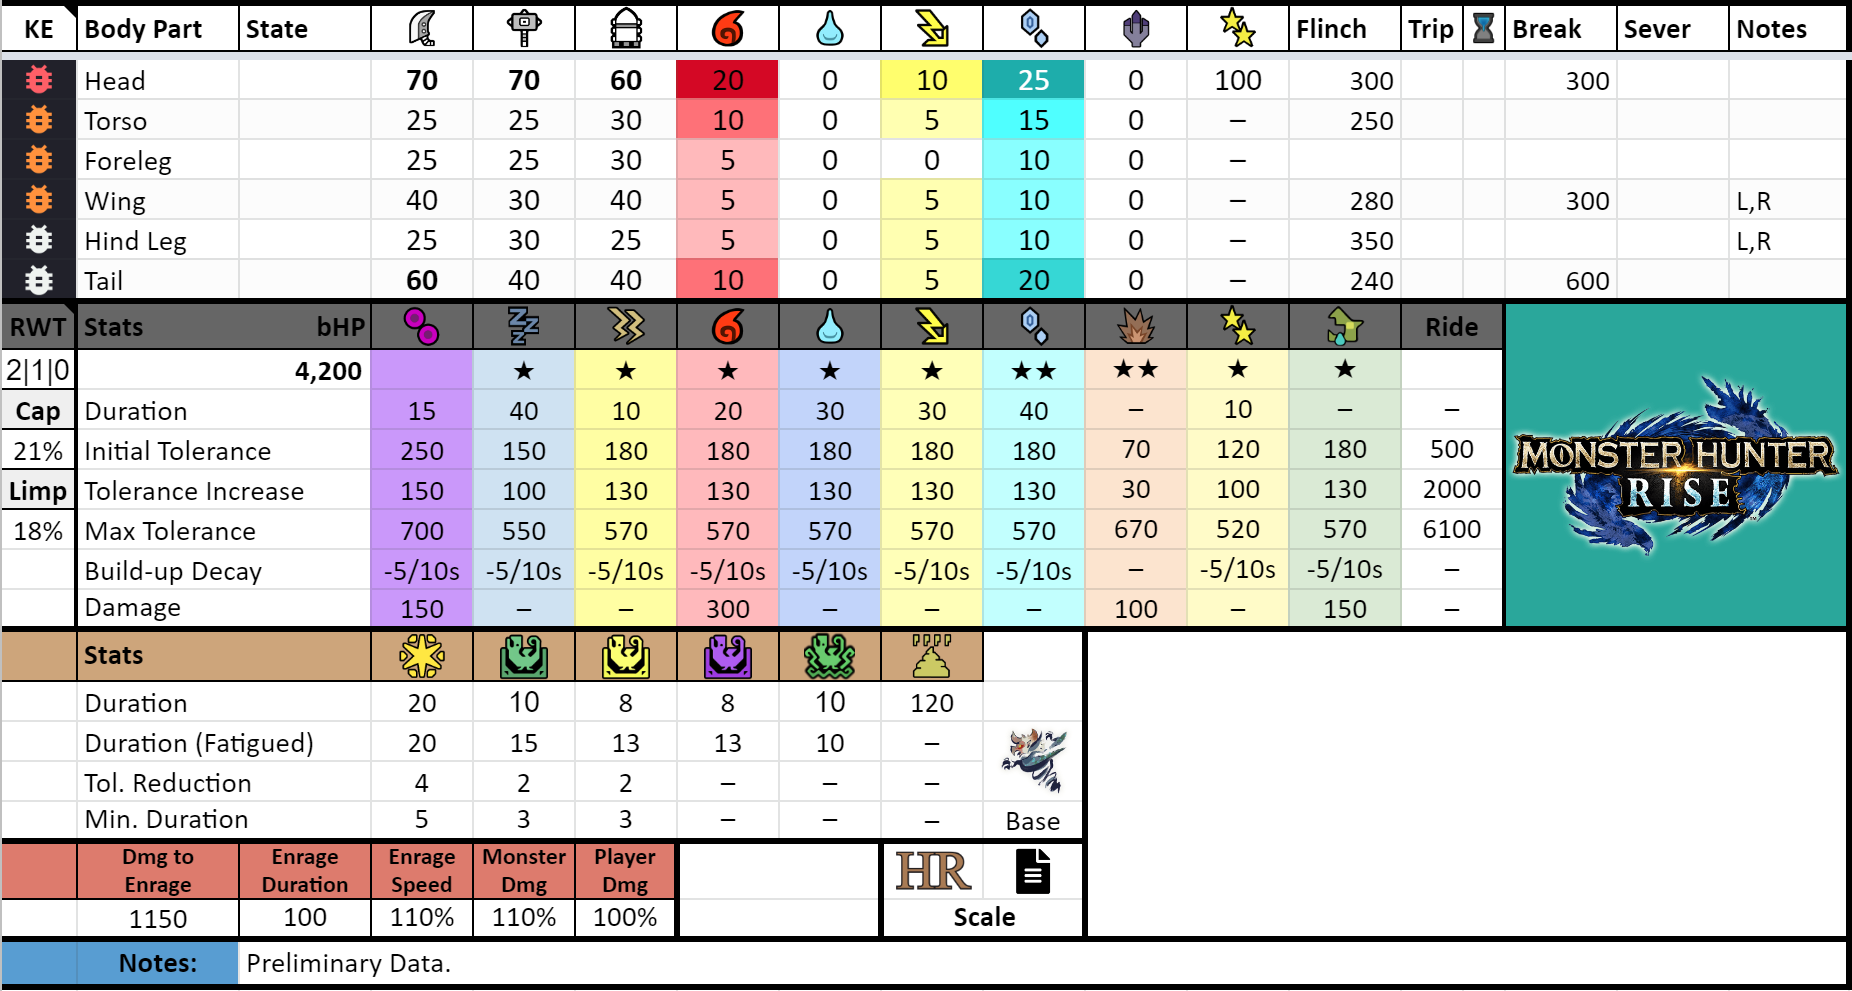 KE Body Part State Flinch Trip Break Sever Notes
Head 70 70 60 20 0 10 25 0 100 300 300
Torso 25 25 30 10 0 5 15 0 – 250
Foreleg 25 25 30 5 0 0 10 0 –
Wing 40 30 40 5 0 5 10 0 – 280 300 L,R
Hind Leg 25 30 25 5 0 5 10 0 – 350 L,R
Tail 60 40 40 10 0 5 20 0 – 240 600
RWT Stats bHP Ride
2|1|0 4,200 ★ ★ ★ ★ ★ ★★ ★★ ★ ★
Cap Duration 15 40 10 20 30 30 40 – 10 – –
21% Initial Tolerance 250 150 180 180 180 180 180 70 120 180 500
Limp Tolerance Increase 150 100 130 130 130 130 130 30 100 130 2000
18% Max Tolerance 700 550 570 570 570 570 570 670 520 570 6100
Build-up Decay -5/10s -5/10s -5/10s -5/10s -5/10s -5/10s -5/10s – -5/10s -5/10s –
Damage 150 – – 300 – – – 100 – 150 –
MONSTER HUNTER
RISE
Stats
Duration 20 10 8 8 10 120
Duration (Fatigued) 20 15 13 13 10 –
Tol. Reduction 4 2 2 – – –
Min. Duration 5 3 3 – – – Base
Dmg to Enrage Enrage Duration Enrage Speed Monster Dmg Player Dmg HR
1150 100 110% 110% 100% Scale
Notes: Preliminary Data.